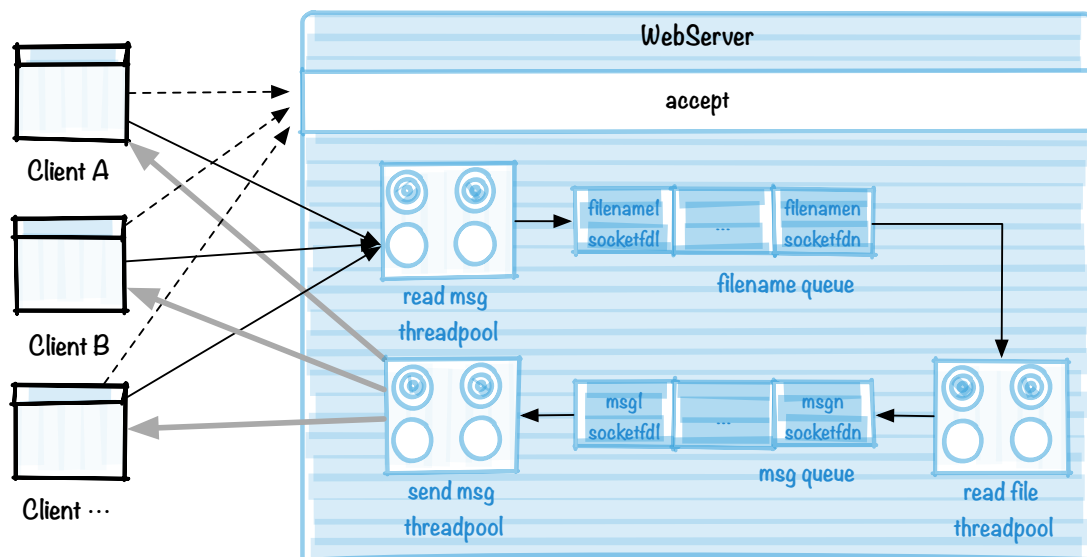 WebServer
accept
Client A
filename1
...
filenamen
socketfd1
socketfdn
read msg
threadpool
filename queue
Client B
msg1
...
msgn
socketfd1
socketfdn
Client ...
send msg
threadpool
msg queue
read file
threadpool